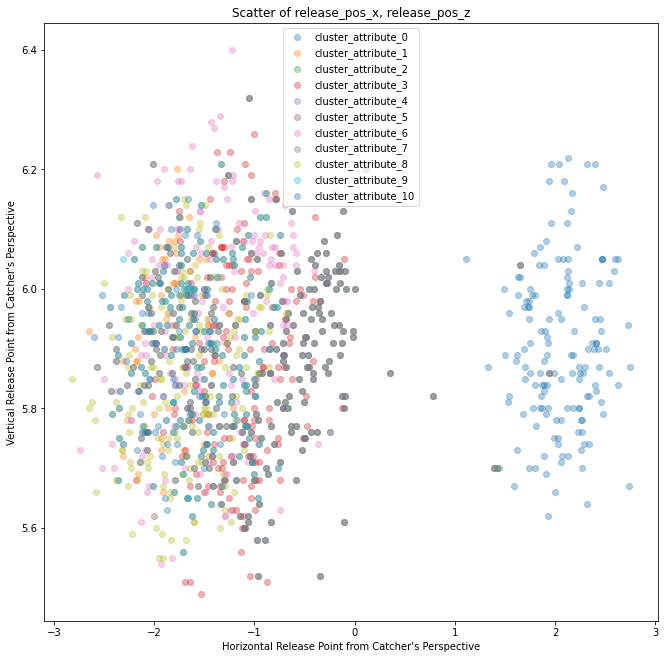 Scatter of release_pos_x, release_pos_z
cluster_attribute_0
cluster_attribute_1
cluster_attribute_2
cluster_attribute_3
cluster_attribute_4
cluster_attribute_5
cluster_attribute_6
cluster_attribute_7
cluster_attribute_8
cluster_attribute_9
cluster_attribute_10
Vertical Release Point from Catcher's Perspective
6.4
6.2
6.0
5.8
5.6
−3 −2 −1 0 1 2 3
Horizontal Release Point from Catcher's Perspective